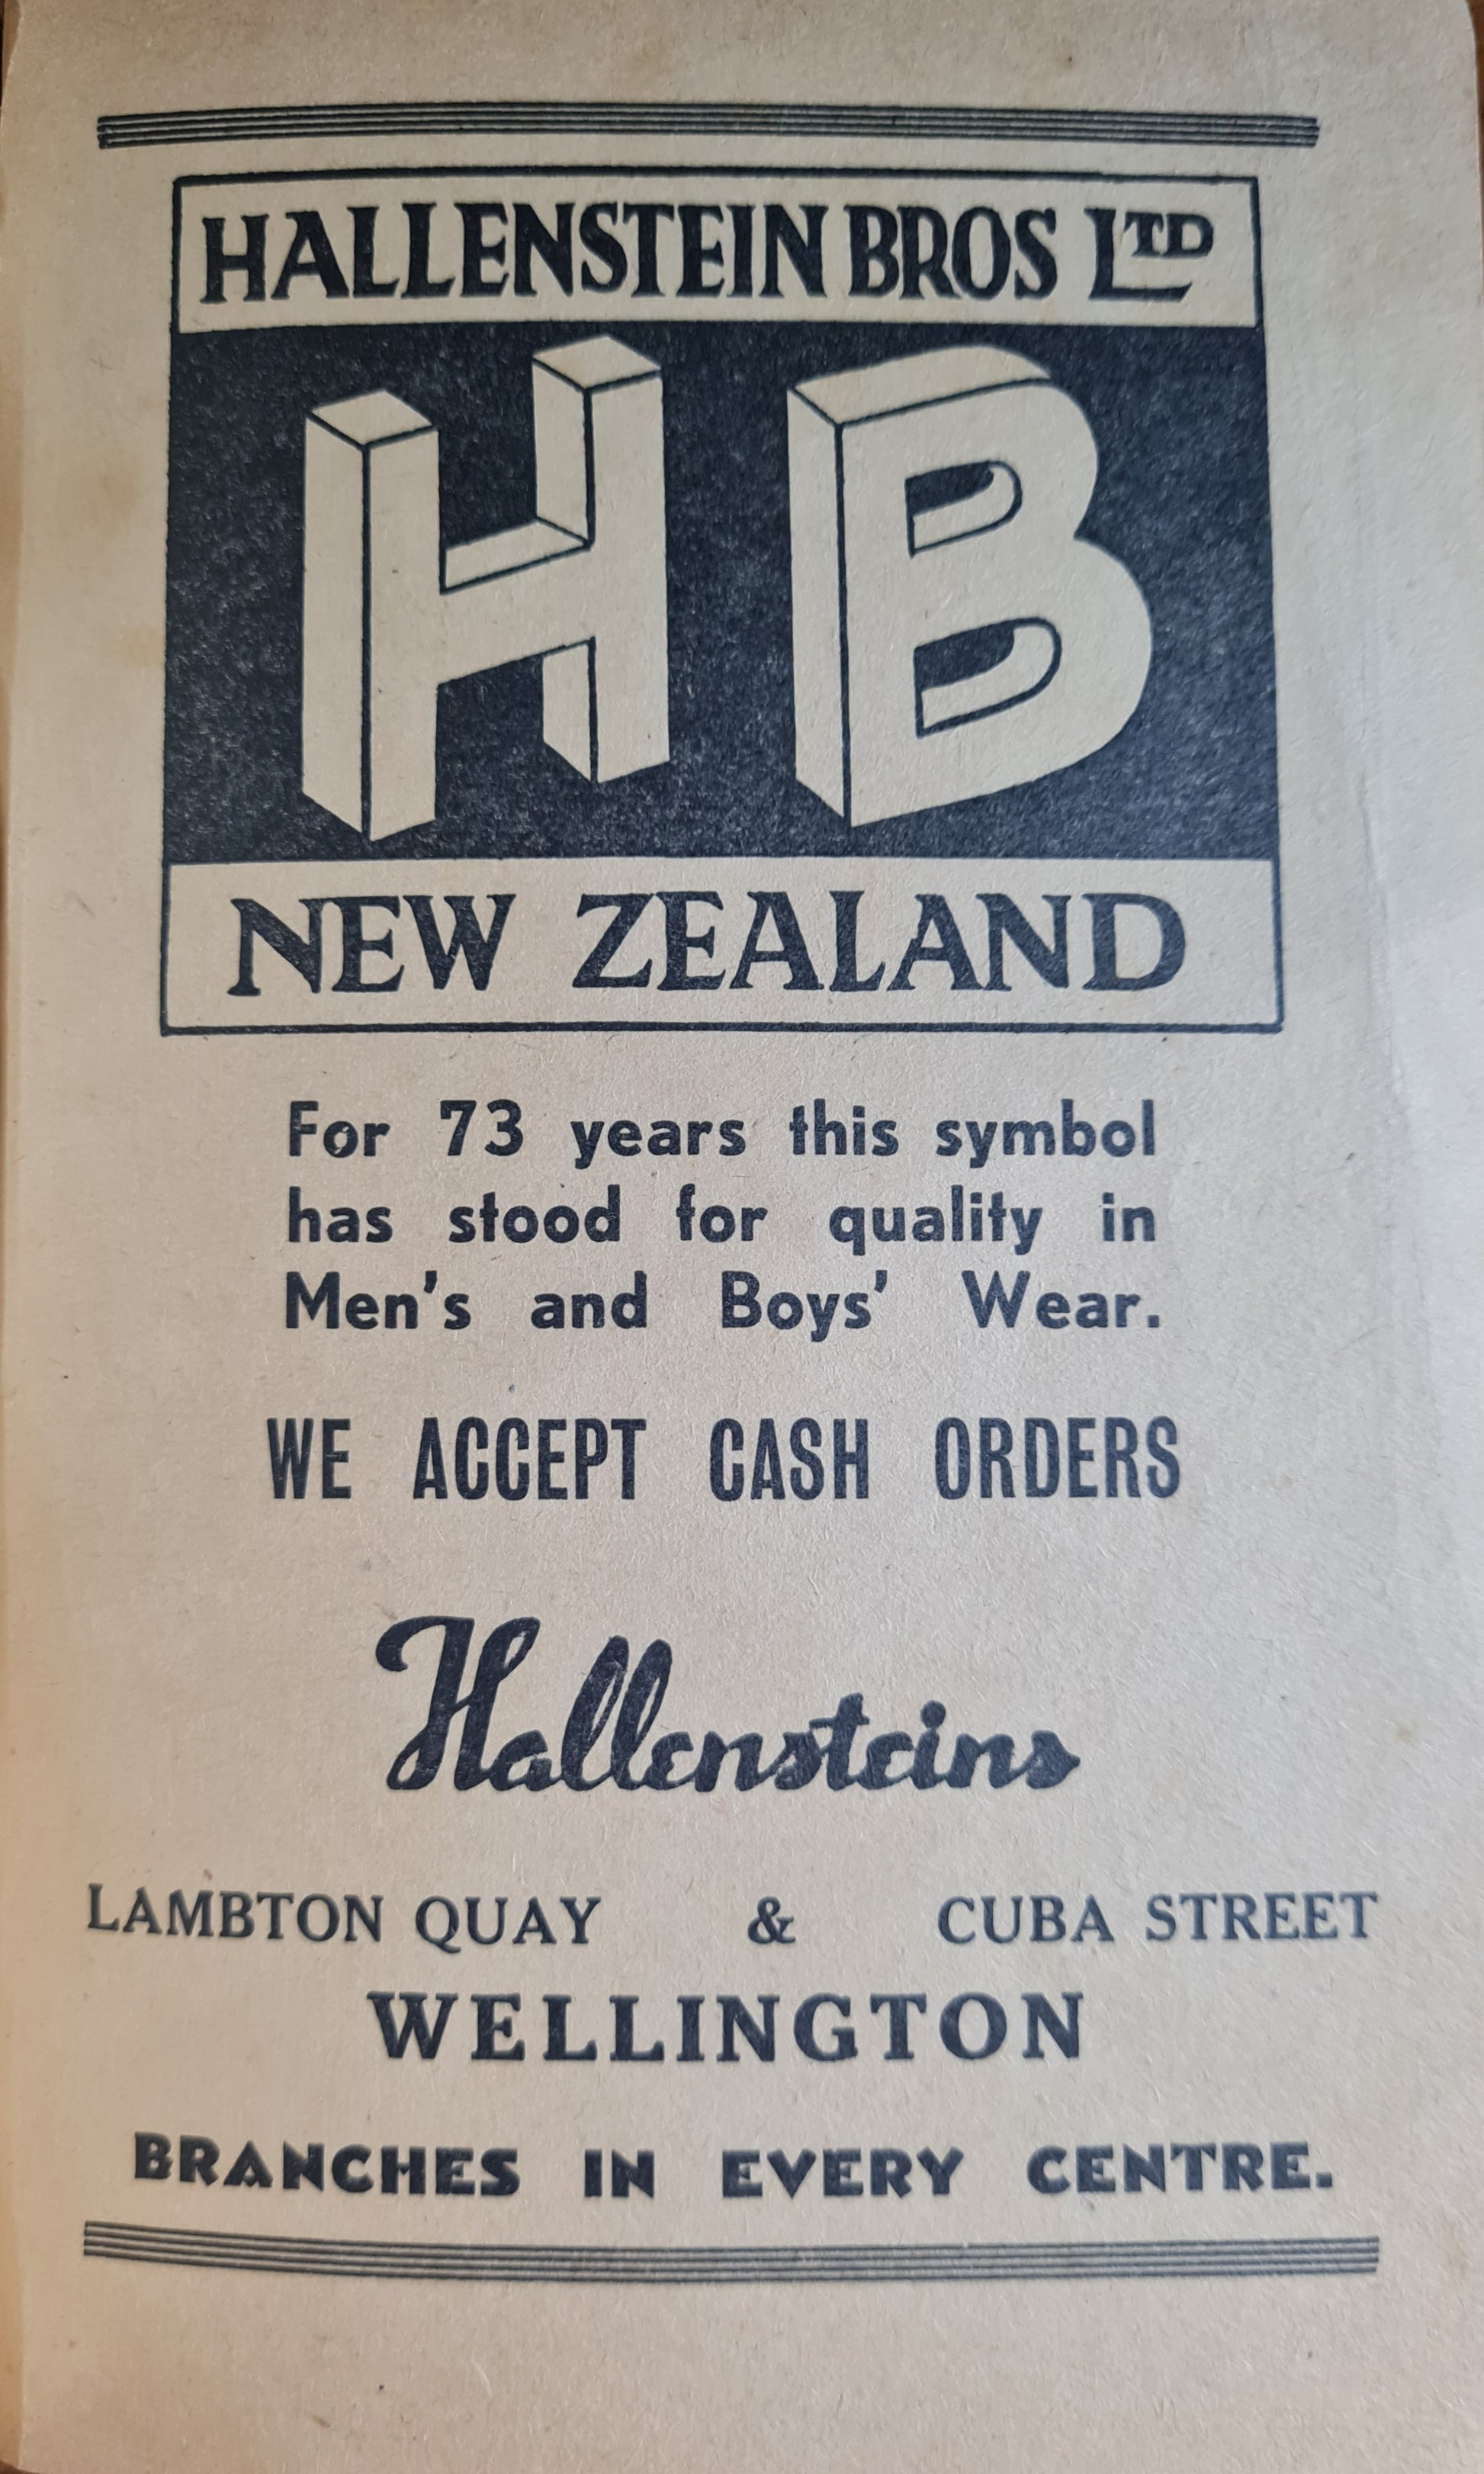 HALLENSTEIN BROS LTD
HB
NEW ZEALAND
For 73 years this symbol
has stood for quality in
Men's and Boys' Wear.
WE ACCEPT CASH ORDERS
Hallensteins
LAMBTON QUAY & CUBA STREET
WELLINGTON
BRANCHES IN EVERY CENTRE.